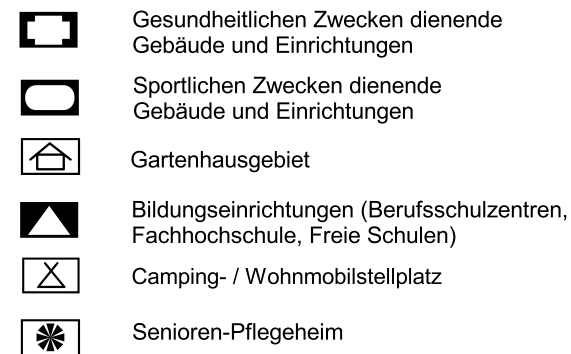 Gesundheitlichen Zwecken dienende
Gebäude und Einrichtungen
Sportlichen Zwecken dienende
Gebäude und Einrichtungen
Gartenhausgebiet
Bildungseinrichtungen (Berufsschulzentren,
Fachhochschule, Freie Schulen)
Camping- / Wohnmobilstellplatz
Senioren-Pflegeheim